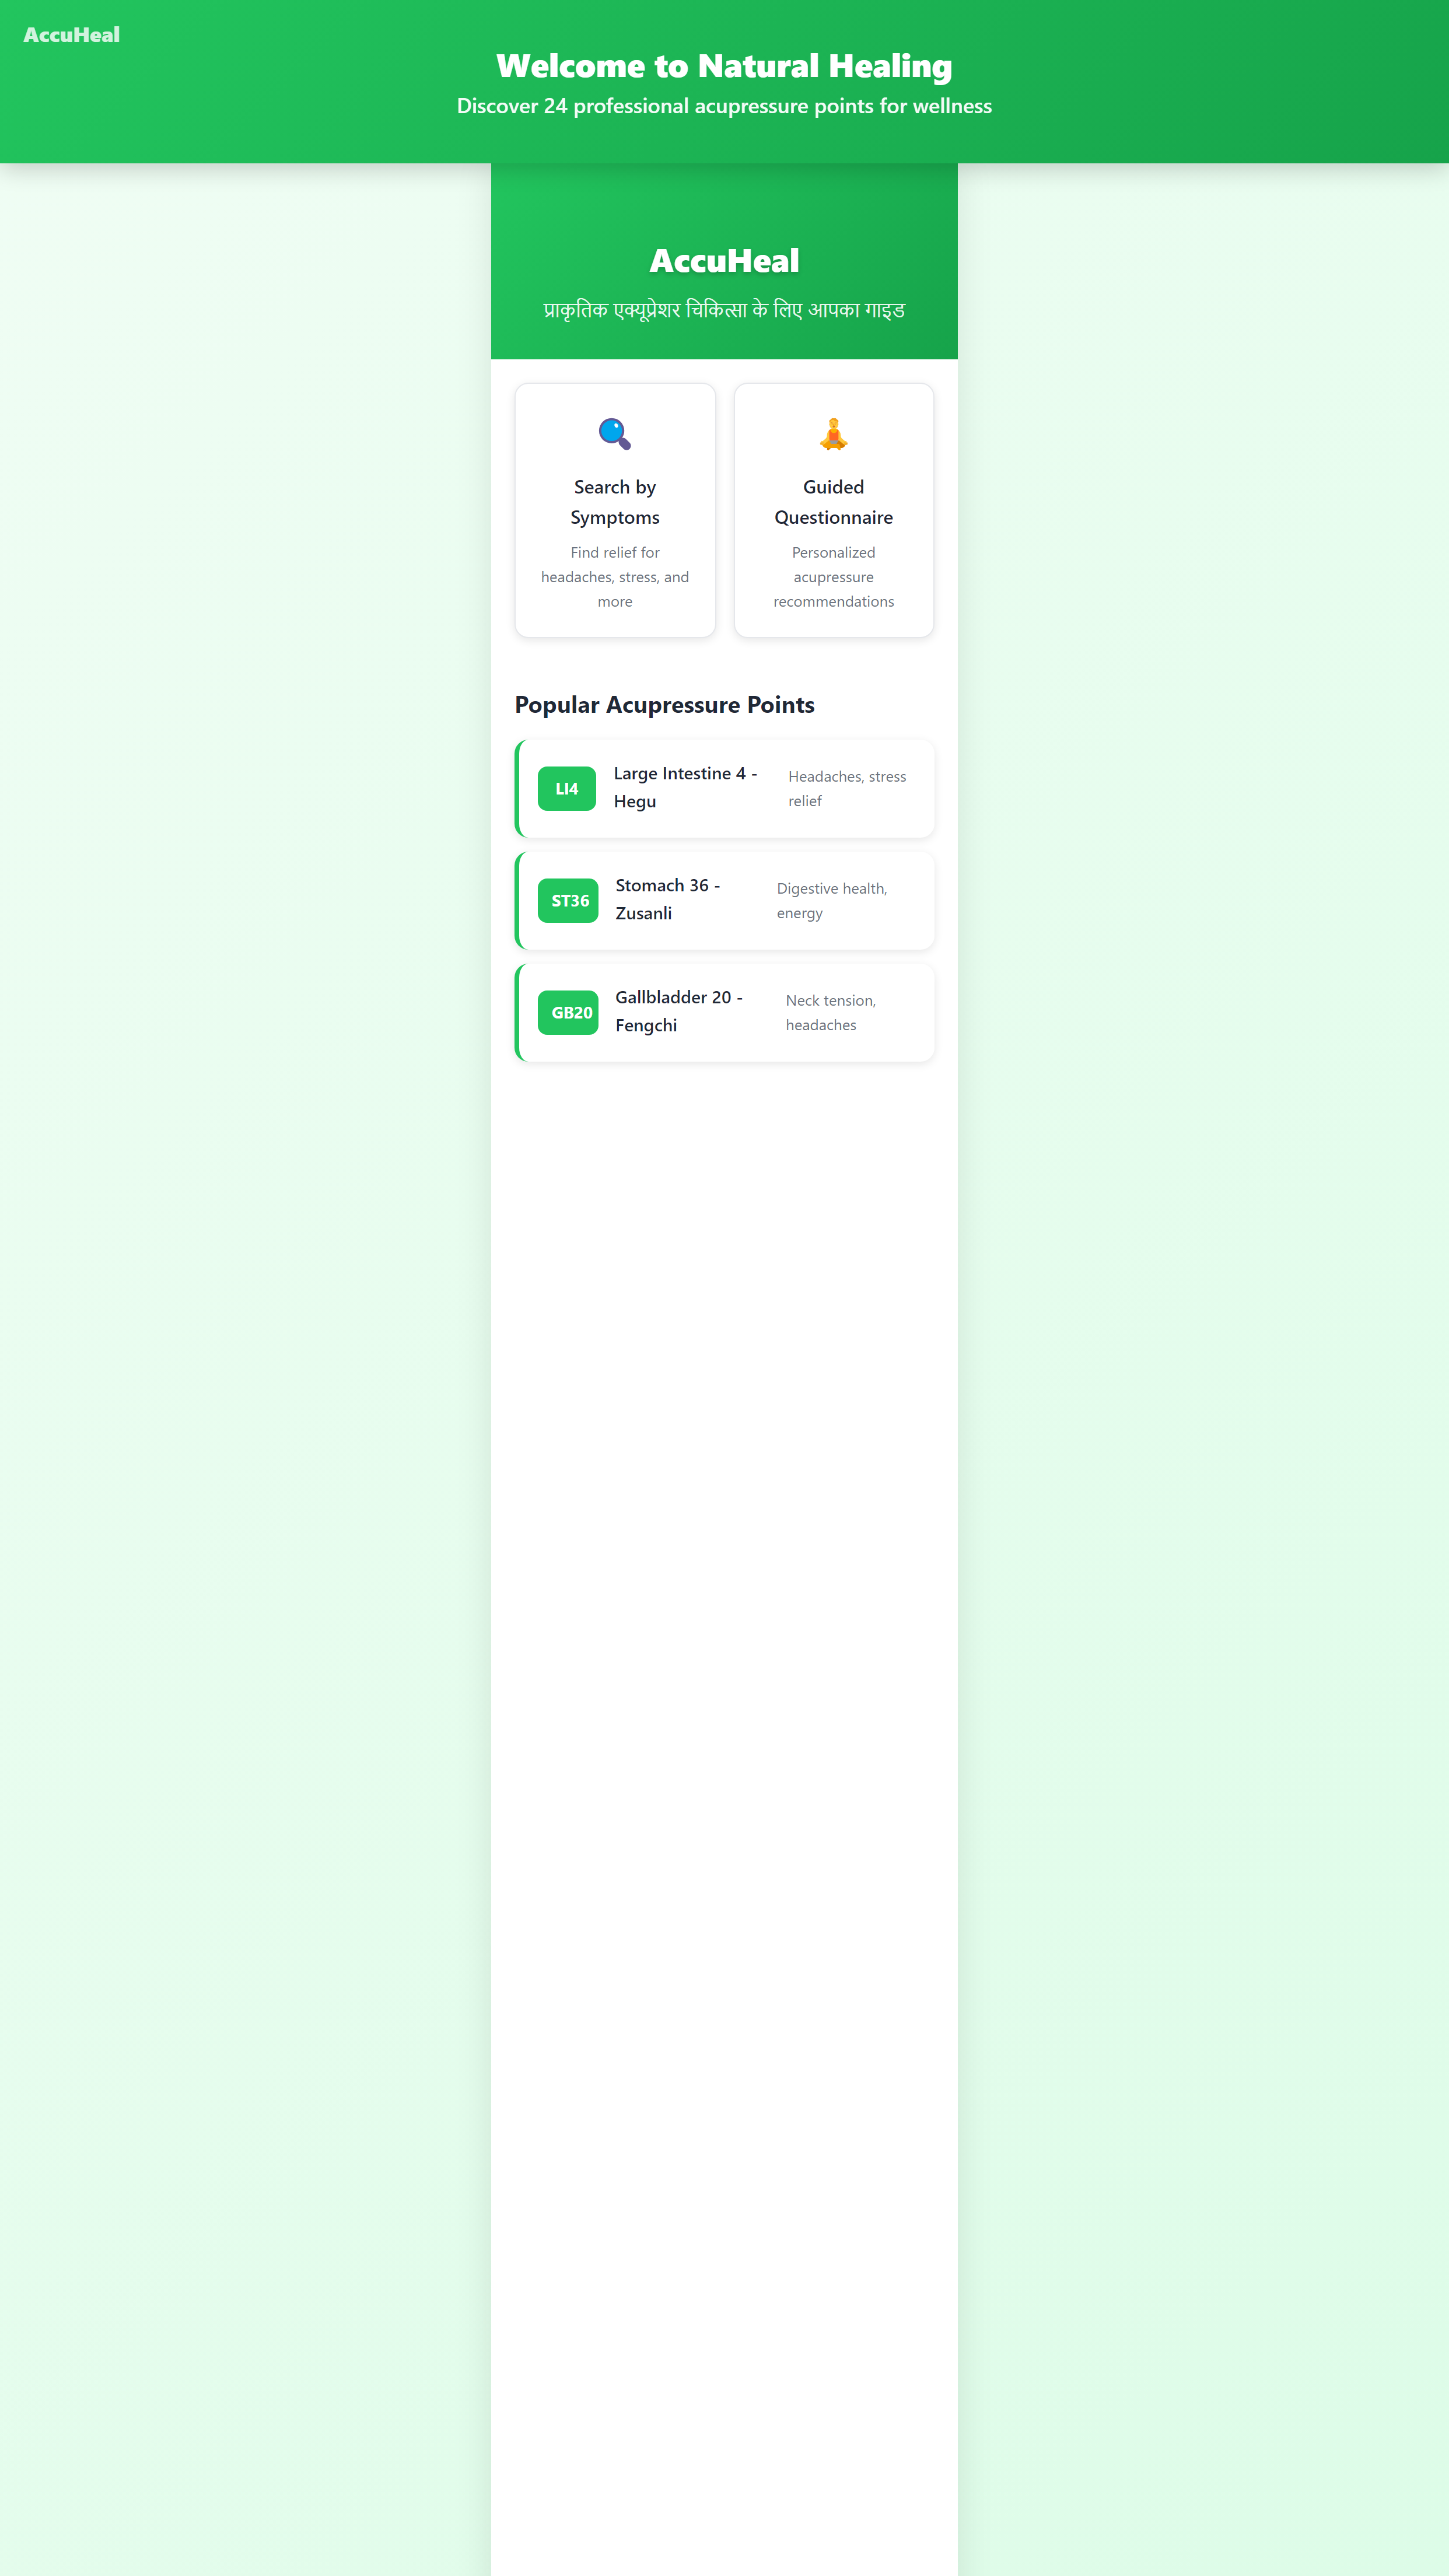 AccuHeal
Welcome to Natural Healing
Discover 24 professional acupressure points for wellness
AccuHeal
प्राकृतिक एक्यूप्रेशर चिकित्सा के लिए आपका गाइड
Search by
Symptoms
Find relief for
headaches, stress, and
more
Guided
Questionnaire
Personalized
acupressure
recommendations
Popular Acupressure Points
LI4
Large Intestine 4 -
Hegu
Headaches, stress
relief
ST36
Stomach 36 -
Zusanli
Digestive health,
energy
GB20
Gallbladder 20 -
Fengchi
Neck tension,
headaches